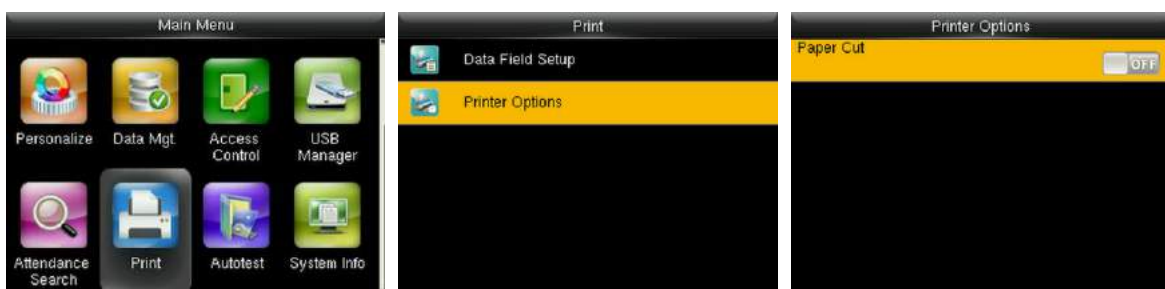 Main Menu
Personalize
Data Mgt.
Access
Control
USB
Manager
Attendance
Search
Print
Autotest
System Info
Print
Data Field Setup
Printer Options
Printer Options
Paper Cut
OFF